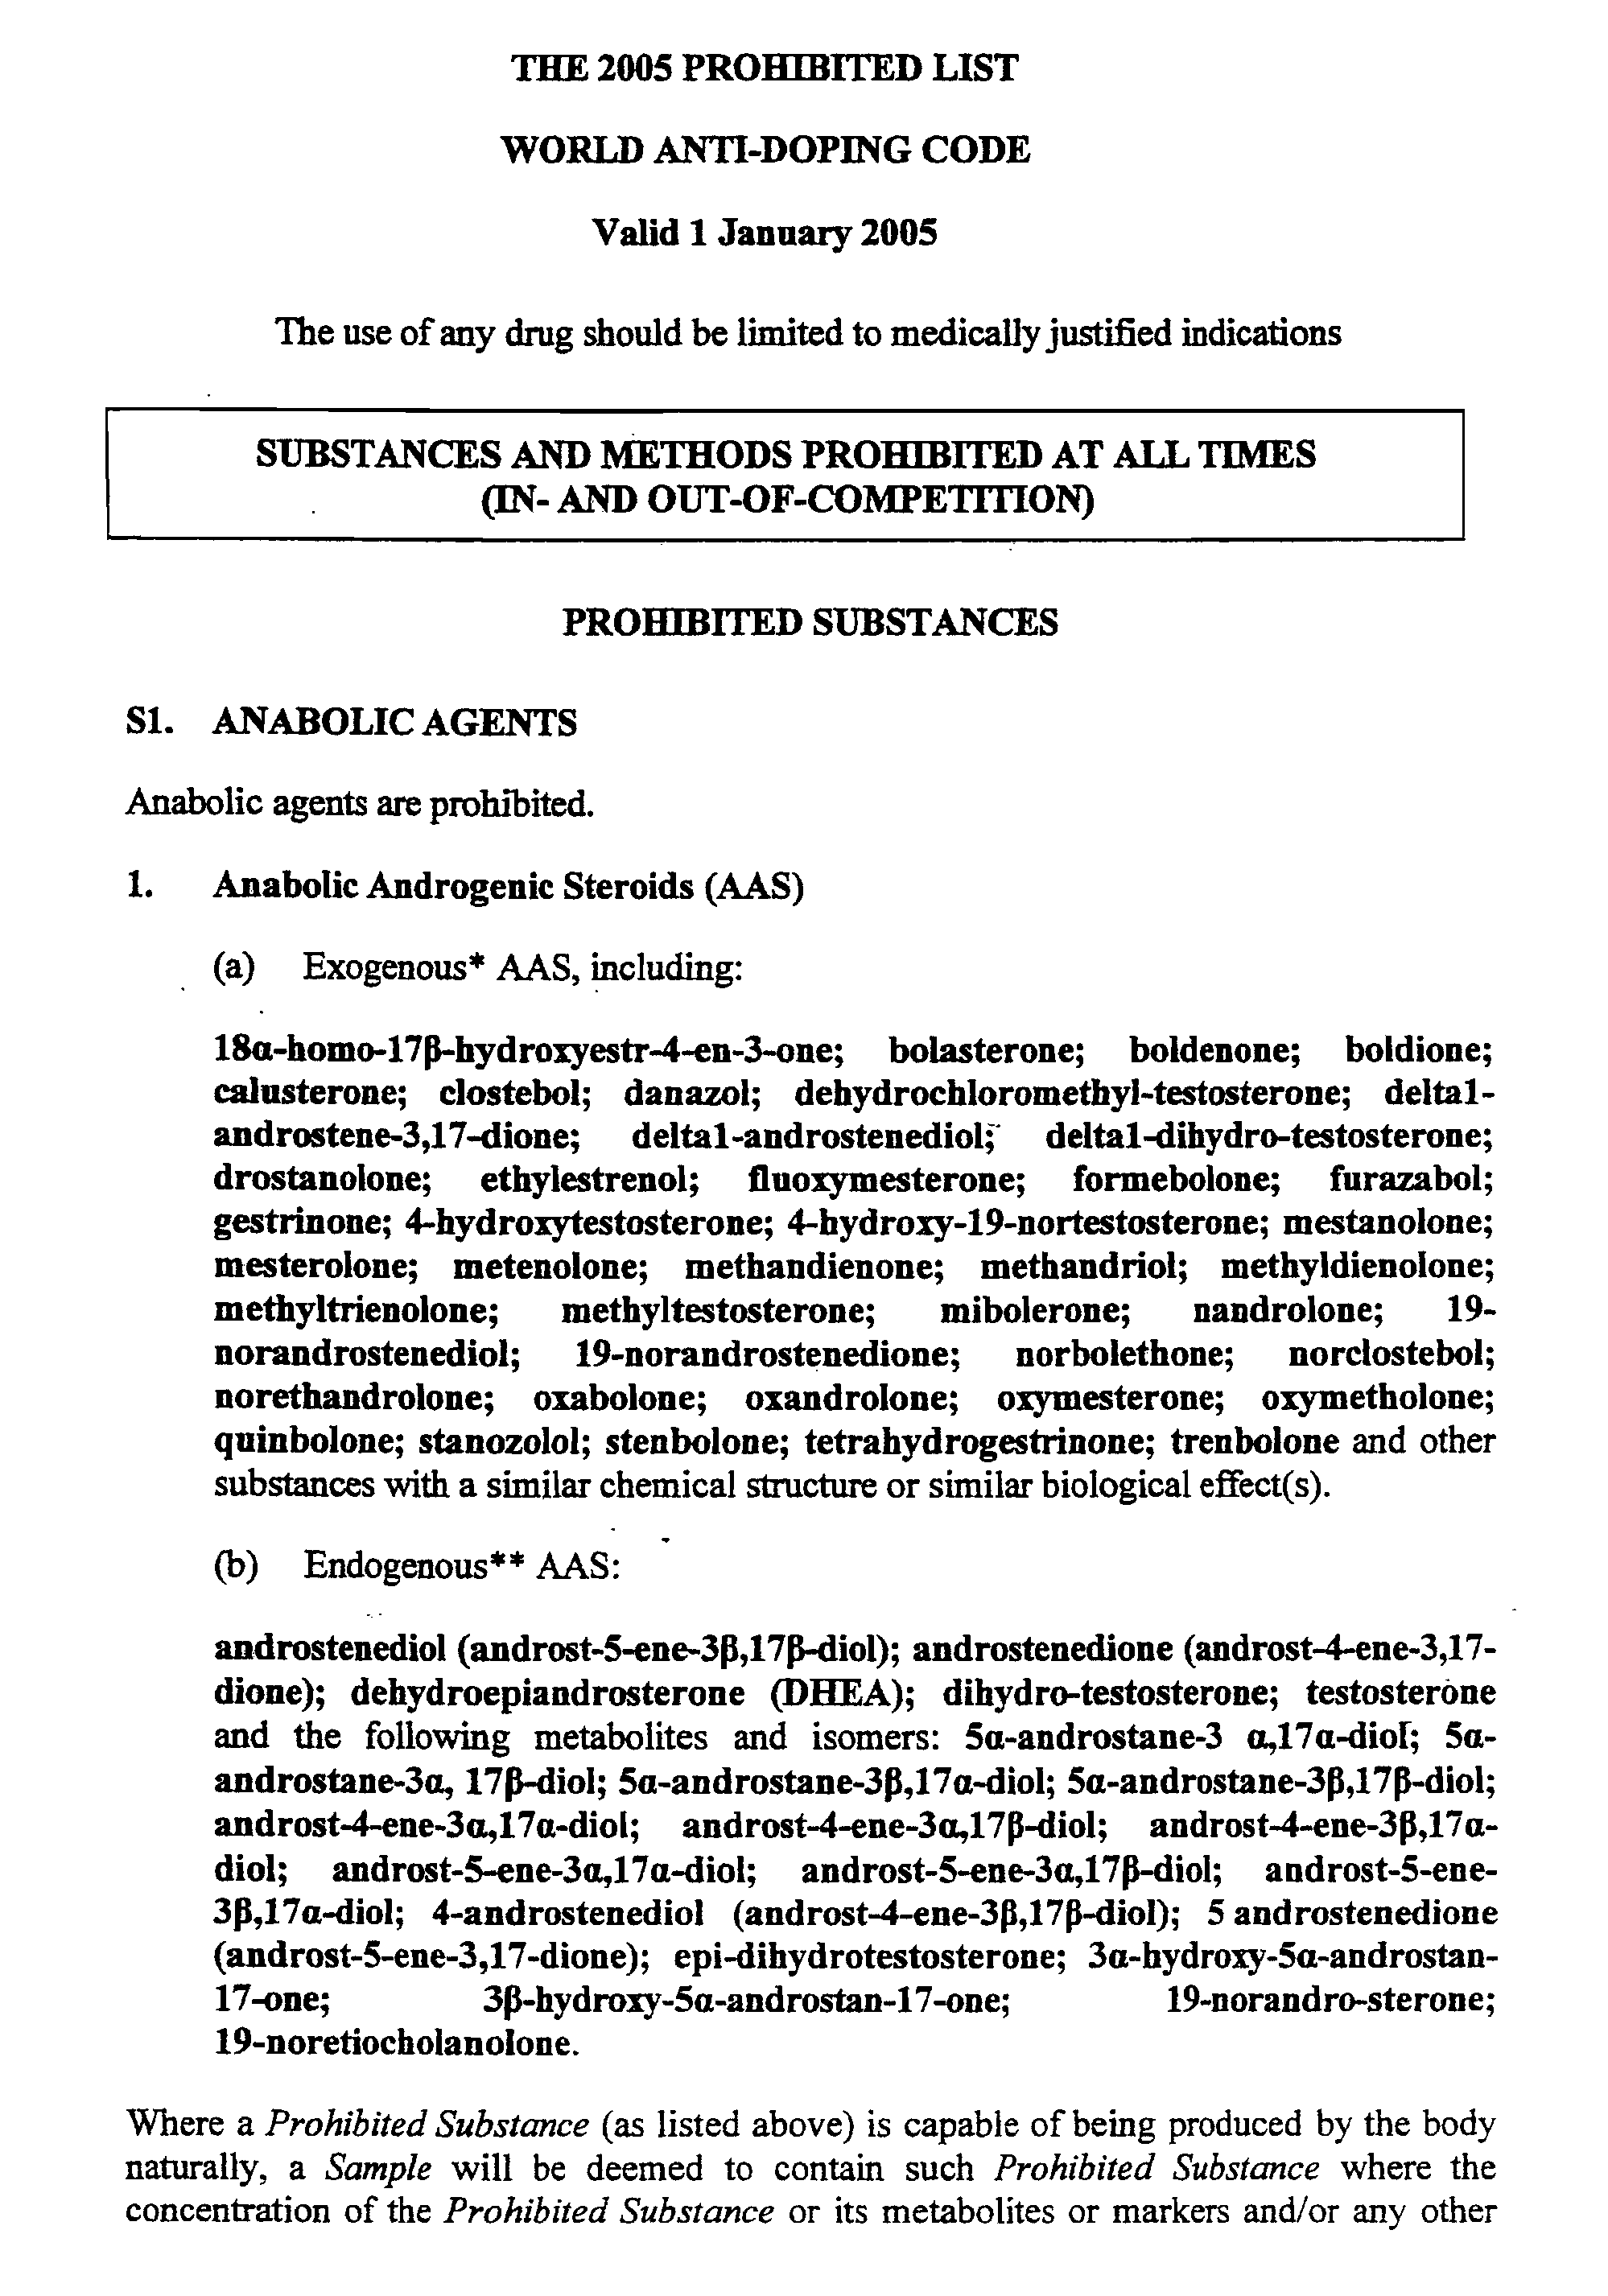 THE 2005 PROHIBITED LIST
WORLD ANTI-DOPING CODE
Valid 1 January 2005
The use of any drug should be limited to medically justified indications
SUBSTANCES AND METHODS PROHIBITED AT ALL TIMES
(IN- AND OUT-OF-COMPETITION)
PROHIBITED SUBSTANCES
S1. ANABOLIC AGENTS
Anabolic agents are prohibited.
1. Anabolic Androgenic Steroids (AAS)
(a) Exogenous* AAS, including:
18α-homo-17β-hydroxyestr-4-en-3-one; bolasterone; boldenone; boldione;
calusterone; clostebol; danazol; dehydrochloromethyl-testosterone; delta1-
androstene-3,17-dione; delta1-androstenediol; delta1-dihydro-testosterone;
drostanolone; ethylestrenol; fluoxymesterone; formebolone; furazabol;
gestrinone; 4-hydroxytestosterone; 4-hydroxy-19-nortestosterone; mestanolone;
mesterolone; metenolone; methandienone; methandriol; methyldienolone;
methyltrienolone; methyltestosterone; mibolerone; nandrolone; 19-
norandrostenediol; 19-norandrostenedione; norbolethone; norclostebol;
norethandrolone; oxabolone; oxandrolone; oxymesterone; oxymetholone;
quinbolone; stanozolol; stenbolone; tetrahydrogestrinone; trenbolone and other
substances with a similar chemical structure or similar biological effect(s).
(b) Endogenous** AAS:
androstenediol (androst-5-ene-3β,17β-diol); androstenedione (androst-4-ene-3,17-
dione); dehydroepiandrosterone (DHEA); dihydro-testosterone; testosterone
and the following metabolites and isomers: 5α-androstane-3 α,17α-diol; 5α-
androstane-3α, 17β-diol; 5α-androstane-3β,17α-diol; 5α-androstane-3β,17β-diol;
androst-4-ene-3α,17α-diol; androst-4-ene-3α,17β-diol; androst-4-ene-3β,17α-
diol; androst-5-ene-3α,17α-diol; androst-5-ene-3α,17β-diol; androst-5-ene-
3β,17α-diol; 4-androstenediol (androst-4-ene-3β,17β-diol); 5 androstenedione
(androst-5-ene-3,17-dione); epi-dihydrotestosterone; 3α-hydroxy-5α-androstan-
17-one; 3β-hydroxy-5α-androstan-17-one; 19-norandro-sterone;
19-noretiocholanolone.
Where a Prohibited Substance (as listed above) is capable of being produced by the body
naturally, a Sample will be deemed to contain such Prohibited Substance where the
concentration of the Prohibited Substance or its metabolites or markers and/or any other